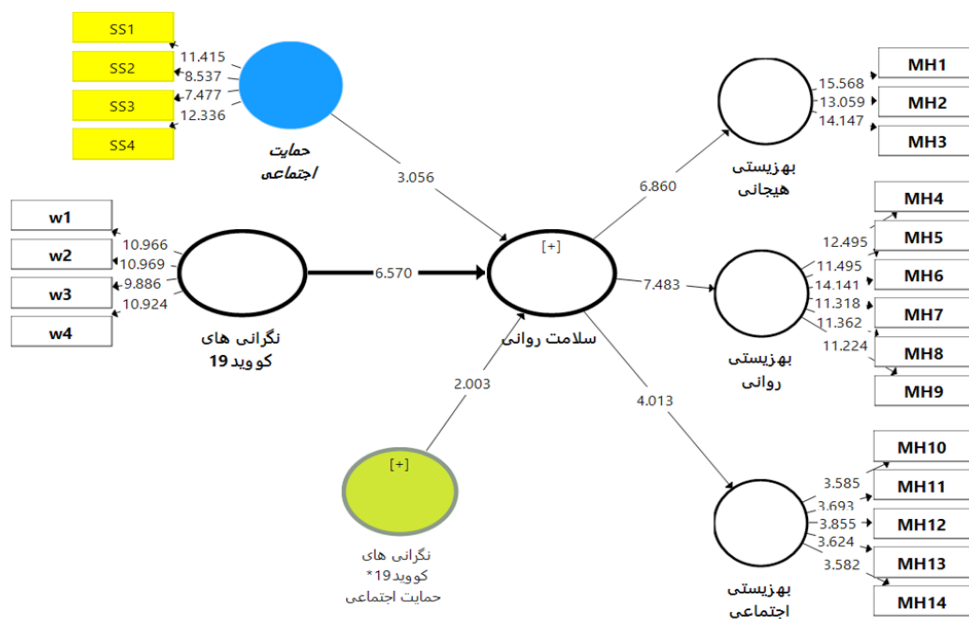 SS1
SS2
SS3
SS4
11.415
8.537
7.477
12.336
حمایت
اجتماعی
3.056
w1
w2
w3
w4
10.966
10.969
9.886
10.924
نگرانی های
کووید19
6.570
[+]
سلامت روانی
2.003
[+]
نگرانی های
کووید19*
حمایت اجتماعی
6.860
7.483
4.013
بهزیستی
هیجانی
15.568
13.059
14.147
MH1
MH2
MH3
بهزیستی
روانی
12.495
11.495
14.141
11.318
11.362
11.224
MH4
MH5
MH6
MH7
MH8
MH9
بهزیستی
اجتماعی
3.585
3.693
3.855
3.624
3.582
MH10
MH11
MH12
MH13
MH14